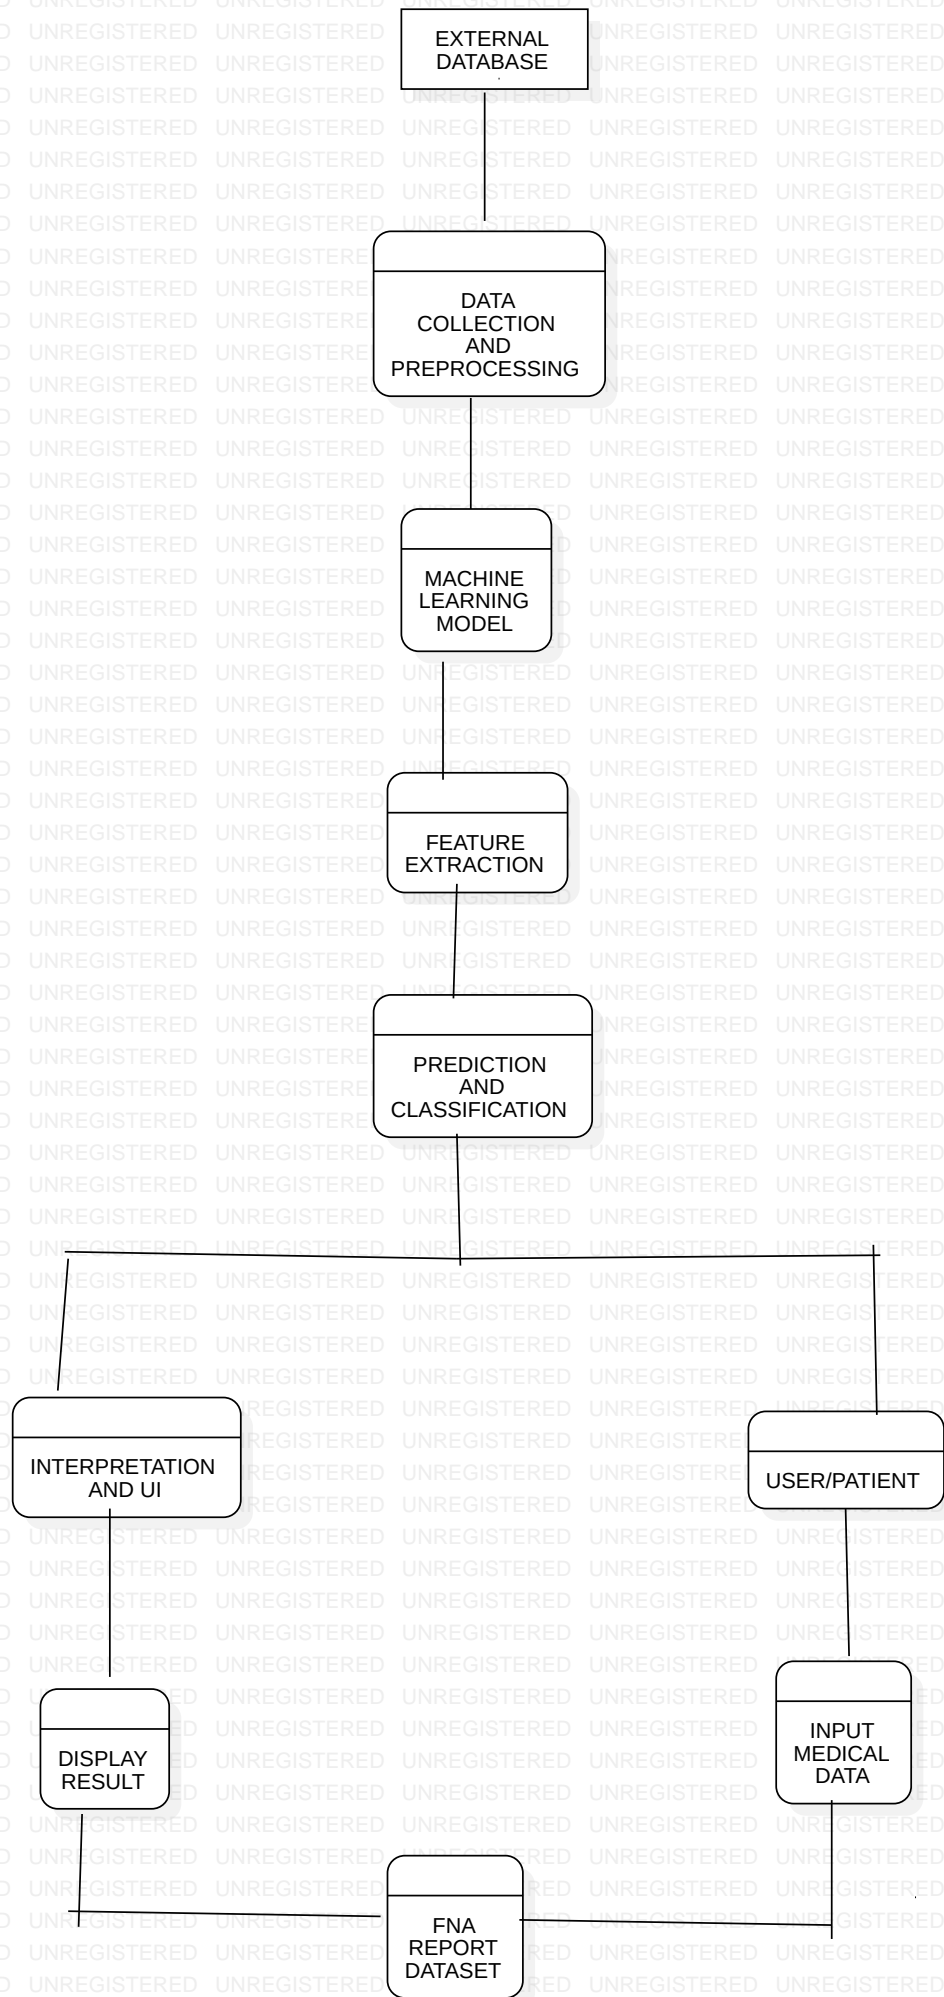 EXTERNAL
DATABASE
DATA
COLLECTION
AND
PREPROCESSING
MACHINE
LEARNING
MODEL
FEATURE
EXTRACTION
PREDICTION
AND
CLASSIFICATION
INTERPRETATION
AND UI
USER/PATIENT
DISPLAY
RESULT
INPUT
MEDICAL
DATA
FNA
REPORT
DATASET
UNREGISTERED